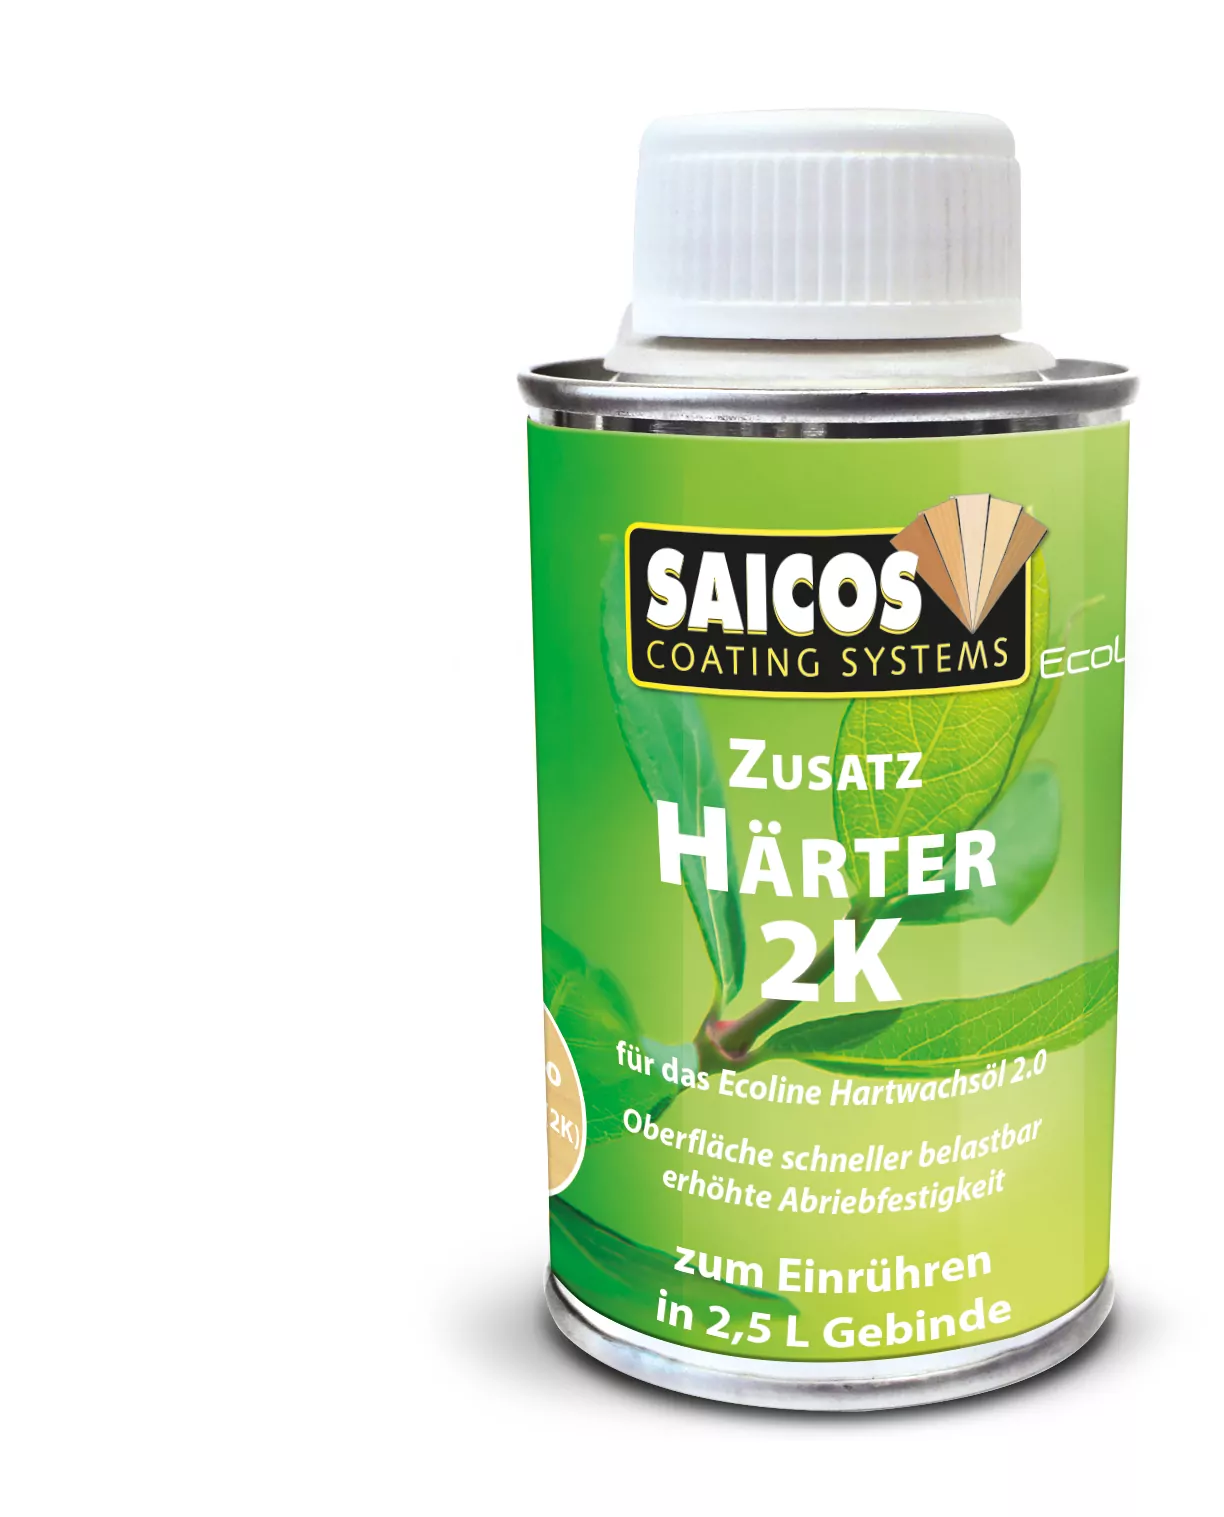 SAICOS
COATING SYSTEMS
ZUSATZ
HÄRTER
2K
für das Ecoline Hartwachsöl 2.0
Oberfläche schneller belastbar
erhöhte Abriebfestigkeit
zum Einrühren
in 2,5 L Gebinde
2K)